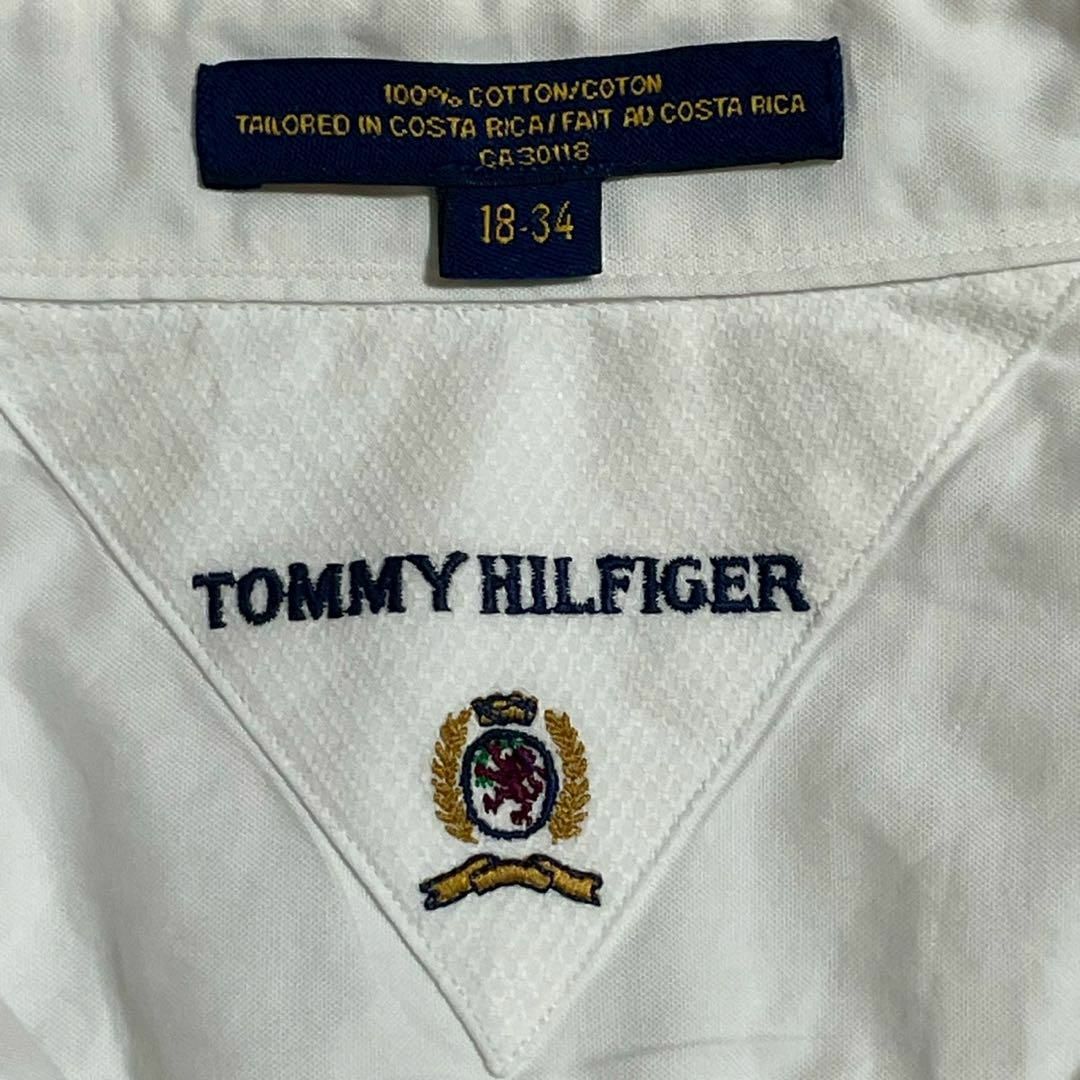 100% COTTON/COTON
TAILORED IN COSTA RICA/FAIT AU COSTA RICA
CA30118
18-34
TOMMY HILFIGER